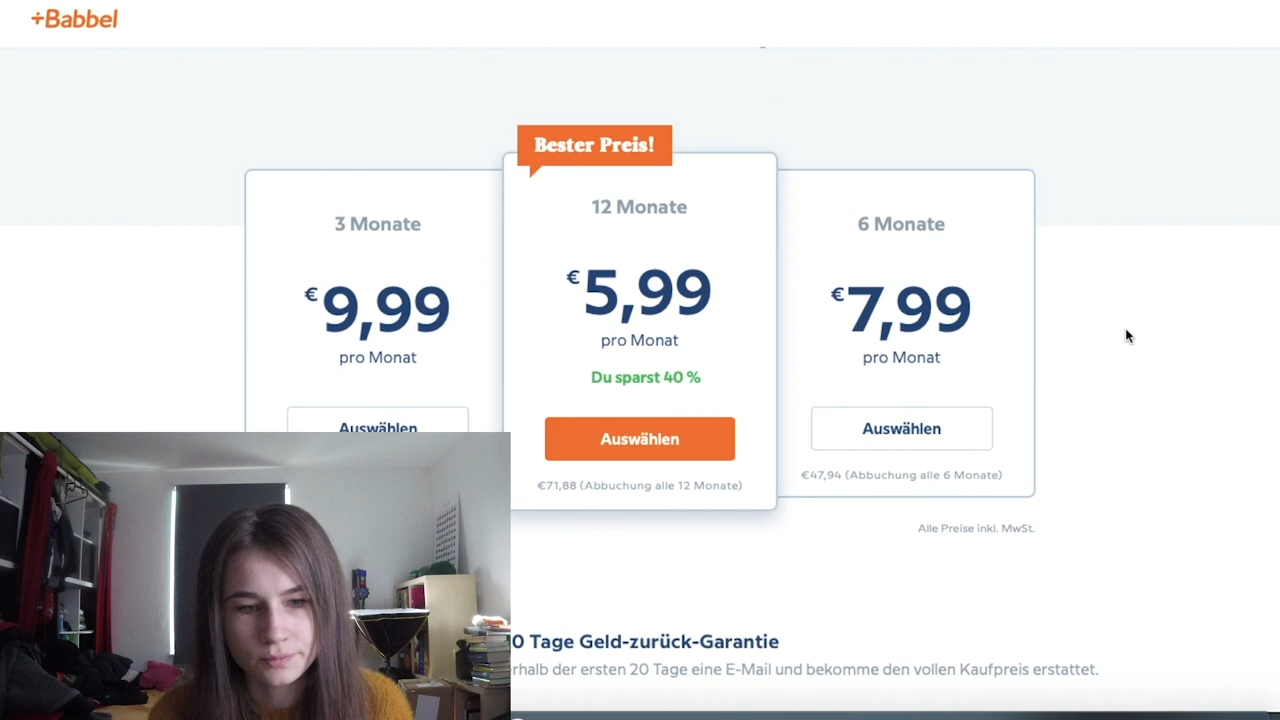 +Babbel
Bester Preis!
3 Monate
€9,99
pro Monat
Auswählen
12 Monate
€5,99
pro Monat
Du sparst 40 %
Auswählen
€71,88 (Abbuchung alle 12 Monate)
6 Monate
€7,99
pro Monat
Auswählen
€47,94 (Abbuchung alle 6 Monate)
Alle Preise inkl. MwSt.
0 Tage Geld-zurück-Garantie
der ersten 20 Tage eine E-Mail und bekomme den vollen Kaufpreis erstattet.